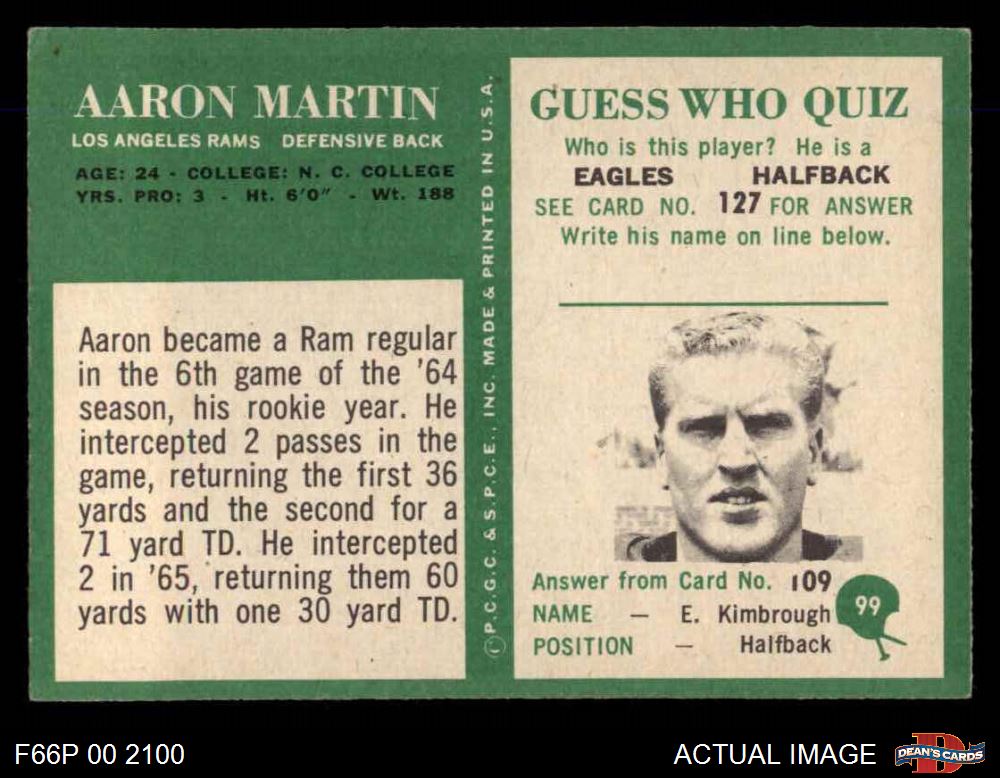 AARON MARTIN
LOS ANGELES RAMS DEFENSIVE BACK
AGE: 24 - COLLEGE: N. C. COLLEGE
YRS. PRO: 3 - Ht. 6'0" - Wt. 188
Aaron became a Ram regular
in the 6th game of the '64
season, his rookie year. He
intercepted 2 passes in the
game, returning the first 36
yards and the second for a
71 yard TD. He intercepted
2 in '65, returning them 60
yards with one 30 yard TD.
Ⓒ P.C.G.C. & S.P.C.E., INC. MADE & PRINTED IN U.S.A.
GUESS WHO QUIZ
Who is this player? He is a
EAGLES HALFBACK
SEE CARD NO. 127 FOR ANSWER
Write his name on line below.
Answer from Card No. 109
NAME — E. Kimbrough
POSITION — Halfback
99
F66P 00 2100
ACTUAL IMAGE
D
DEAN'S CARDS